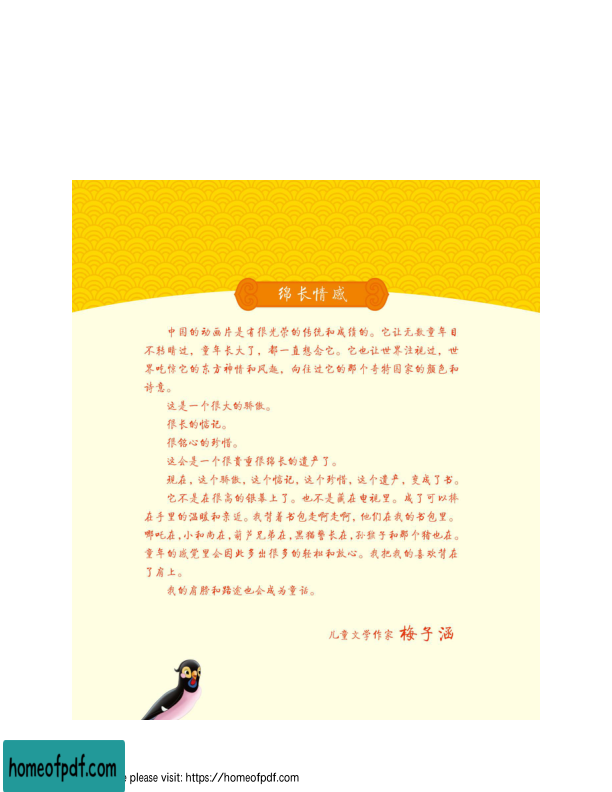 绵长情感
中国的动画片是有很光荣的传统和成绩的。它让无数童年目
不转睛过，童年长大了，都一直想念它。它也让世界注视过，世
界吃惊它的东方神情和风趣，向往过它的那个奇特国家的颜色和
诗意。
这是一个很大的骄傲。
很长的惦记。
很铭心的珍惜。
这会是一个很贵重很绵长的遗产了。
现在，这个骄傲，这个惦记，这个珍惜，这个遗产，变成了书。
它不是在很高的银幕上了。也不是藏在电视里。成了可以捧
在手里的温暖和亲近。我背着书包走啊走啊，他们在我的书包里。
哪吒在，小和尚在，葫芦兄弟在，黑猫警长在，孙猴子和那个猪也在。
童年的感觉里会因此多出很多的轻松和放心。我把我的喜欢背在
了肩上。
我的肩膀和路途也会成为童话。
儿童文学作家 梅子涵
homeofpdf.com
please visit: https://homeofpdf.com